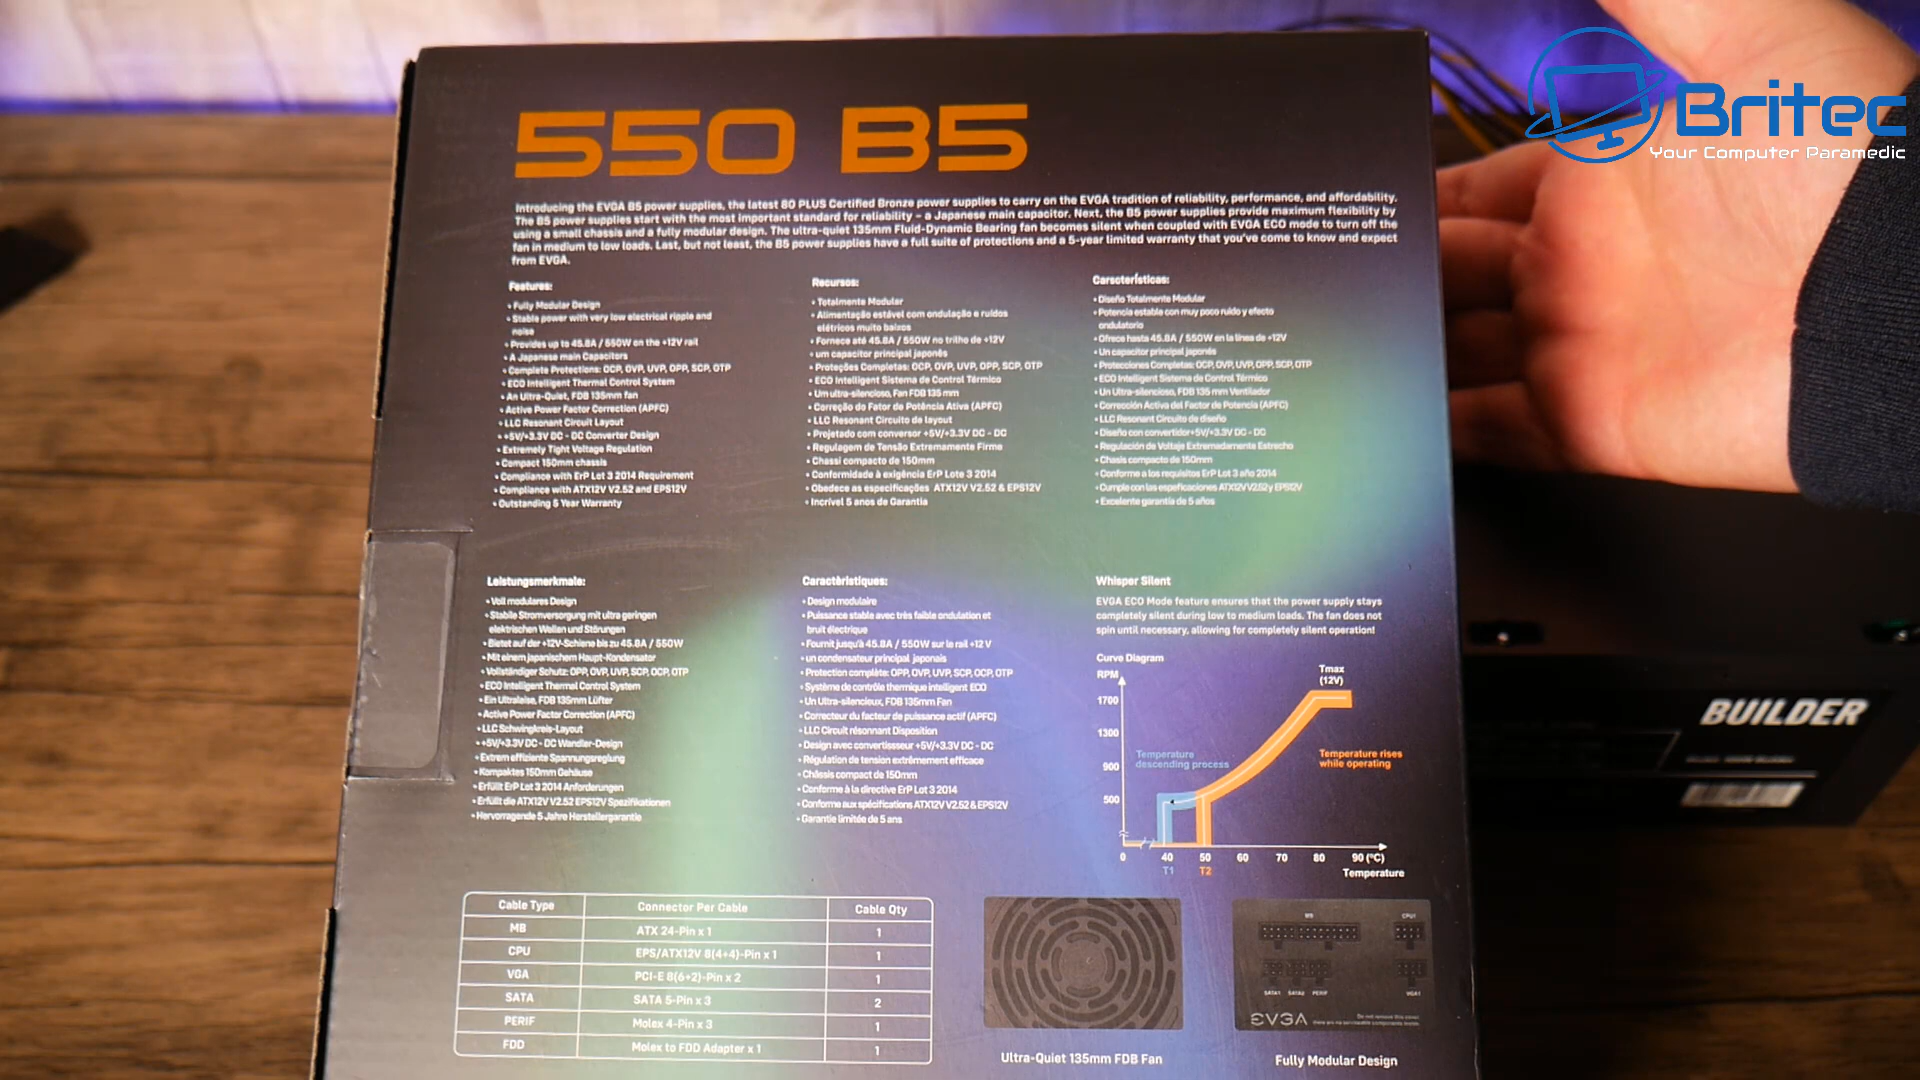 Britec
Your Computer Paramedic
550 B5
Introducing the EVGA B5 power supplies, the latest 80 PLUS Certified Bronze power supplies to carry on the EVGA tradition of reliability, performance, and affordability.
The B5 power supplies start with the most important standard for reliability – a Japanese main capacitor. Next, the B5 power supplies provide maximum flexibility by
using a small chassis and a fully modular design. The ultra-quiet 135mm Fluid-Dynamic Bearing fan becomes silent when coupled with EVGA ECO mode to turn off the
fan in medium to low loads. Last, but not least, the B5 power supplies have a full suite of protections and a 5-year limited warranty that you've come to know and expect
from EVGA.
Features:
• Fully Modular Design
• Stable power with very low electrical ripple and
noise
• Provides up to 45.8A / 550W on the +12V rail
• A Japanese main Capacitors
• Complete Protections: OCP, OVP, UVP, OPP, SCP, OTP
• ECO Intelligent Thermal Control System
• An Ultra-Quiet, FDB 135mm fan
• Active Power Factor Correction (APFC)
• LLC Resonant Circuit Layout
• +5V/+3.3V DC - DC Converter Design
• Extremely Tight Voltage Regulation
• Compact 150mm chassis
• Compliance with ErP Lot 3 2014 Requirement
• Compliance with ATX12V V2.52 and EPS12V
• Outstanding 5 Year Warranty
Recursos:
• Totalmente Modular
• Alimentação estável com ondulação e ruídos
elétricos muito baixos
• Fornece até 45.8A / 550W no trilho de +12V
• um capacitor principal japonês
• Proteções Completas: OCP, OVP, UVP, OPP, SCP, OTP
• ECO Intelligent Sistema de Control Térmico
• Um ultra-silencioso, Fan FDB 135 mm
• Correção do Fator de Potência Ativa (APFC)
• LLC Resonant Circuito de layout
• Projetado com conversor +5V/+3.3V DC - DC
• Regulagem de Tensão Extremamente Firme
• Chassi compacto de 150mm
• Conformidade à exigência ErP Lote 3 2014
• Obedece as especificações ATX12V V2.52 & EPS12V
• Incrível 5 anos de Garantia
Características:
• Diseño Totalmente Modular
• Potencia estable con muy poco ruido y efecto
ondulatorio
• Ofrece hasta 45.8A / 550W en la línea de +12V
• Un capacitor principal japonés
• Protecciones Completas: OCP, OVP, UVP, OPP, SCP, OTP
• ECO Intelligent Sistema de Control Térmico
• Un Ultra-silencioso, FDB 135 mm Ventilador
• Corrección Activa del Factor de Potencia (APFC)
• LLC Resonant Circuito de diseño
• Diseño con convertidor+5V/+3.3V DC - DC
• Regulación de Voltaje Extremadamente Estrecho
• Chasis compacto de 150mm
• Conforme a los requisitos ErP Lot 3 año 2014
• Cumple con las espeficaciones ATX12V V2.52 y EPS12V
• Excelente garantía de 5 años
Leistungsmerkmale:
• Voll modulares Design
• Stabile Stromversorgung mit ultra geringen
elektrischen Wellen und Störungen
• Bietet auf der +12V-Schiene bis zu 45.8A / 550W
• Mit einem japanischem Haupt-Kondensator
• Vollständiger Schutz: OPP, OVP, UVP, SCP, OCP, OTP
• ECO Intelligent Thermal Control System
• Ein Ultraleise, FDB 135mm Lüfter
• Active Power Factor Correction (APFC)
• LLC Schwingkreis-Layout
• +5V/+3.3V DC - DC Wandler-Design
• Extrem effiziente Spannungsreglung
• Kompaktes 150mm Gehäuse
• Erfüllt ErP Lot 3 2014 Anforderungen
• Erfüllt die ATX12V V2.52 EPS12V Spezifikationen
• Hervorragende 5 Jahre Herstellergarantie
Caractèristiques:
• Design modulaire
• Puissance stable avec très faible ondulation et
bruit électrique
• Fournit jusqu'à 45.8A / 550W sur le rail +12 V
• un condensateur principal japonais
• Protection complète: OPP, OVP, UVP, SCP, OCP, OTP
• Système de contrôle thermique intelligent ECO
• Un Ultra-silencieux, FDB 135mm Fan
• Correcteur du facteur de puissance actif (APFC)
• LLC Circuit résonnant Disposition
• Design avec convertissseur +5V/+3.3V DC - DC
• Régulation de tension extrêmement efficace
• Châssis compact de 150mm
• Conforme à la directive ErP Lot 3 2014
• Conforme aux spécifications ATX12V V2.52 & EPS12V
• Garantie limitée de 5 ans
Whisper Silent
EVGA ECO Mode feature ensures that the power supply stays
completely silent during low to medium loads. The fan does not
spin until necessary, allowing for completely silent operation!
Curve Diagram
RPM
Tmax
(12V)
1700
1300
900
500
Temperature
descending process
Temperature rises
while operating
0 40 50 60 70 80 90 (°C)
T1 T2
Temperature
BUILDER
Cable Type Connector Per Cable Cable Qty
MB ATX 24-Pin x 1 1
CPU EPS/ATX12V 8(4+4)-Pin x 1 1
VGA PCI-E 8(6+2)-Pin x 2 1
SATA SATA 5-Pin x 3 2
PERIF Molex 4-Pin x 3 1
FDD Molex to FDD Adapter x 1 1
MB CPU1
SATA1 SATA2 PERIF VGA1
EVGA
Do not remove this cover,
there are no serviceable components inside.
Ultra-Quiet 135mm FDB Fan
Fully Modular Design